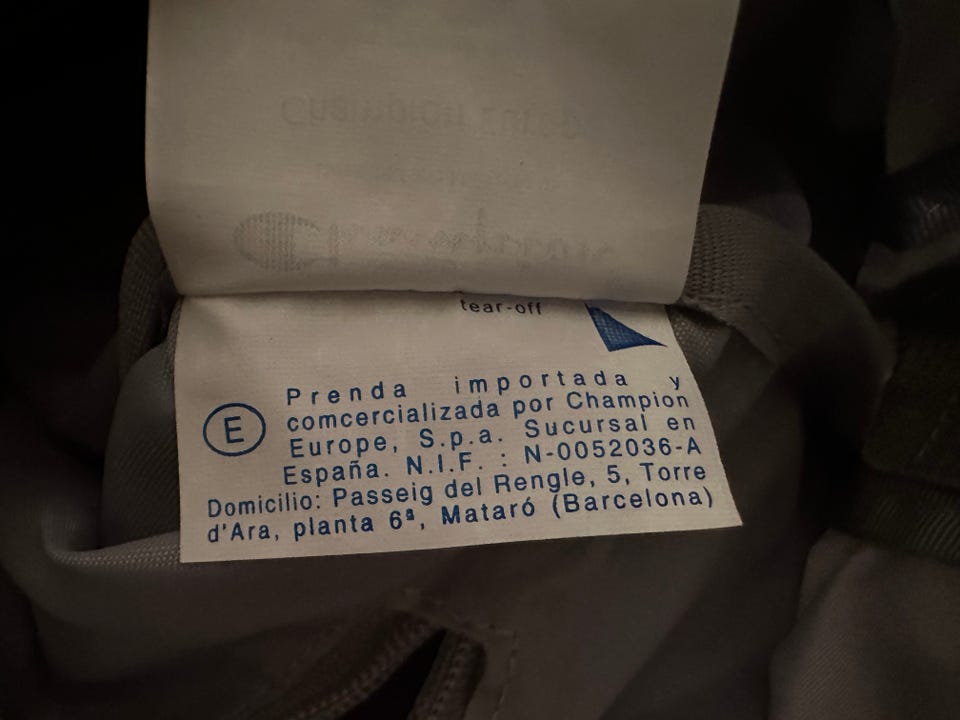 tear-off
Prenda importada y
comcercializada por Champion
E
Europe, S.p.a. Sucursal en
España. N.I.F. : N-0052036-A
Domicilio: Passeig del Rengle, 5, Torre
d'Ara, planta 6ª, Mataró (Barcelona)